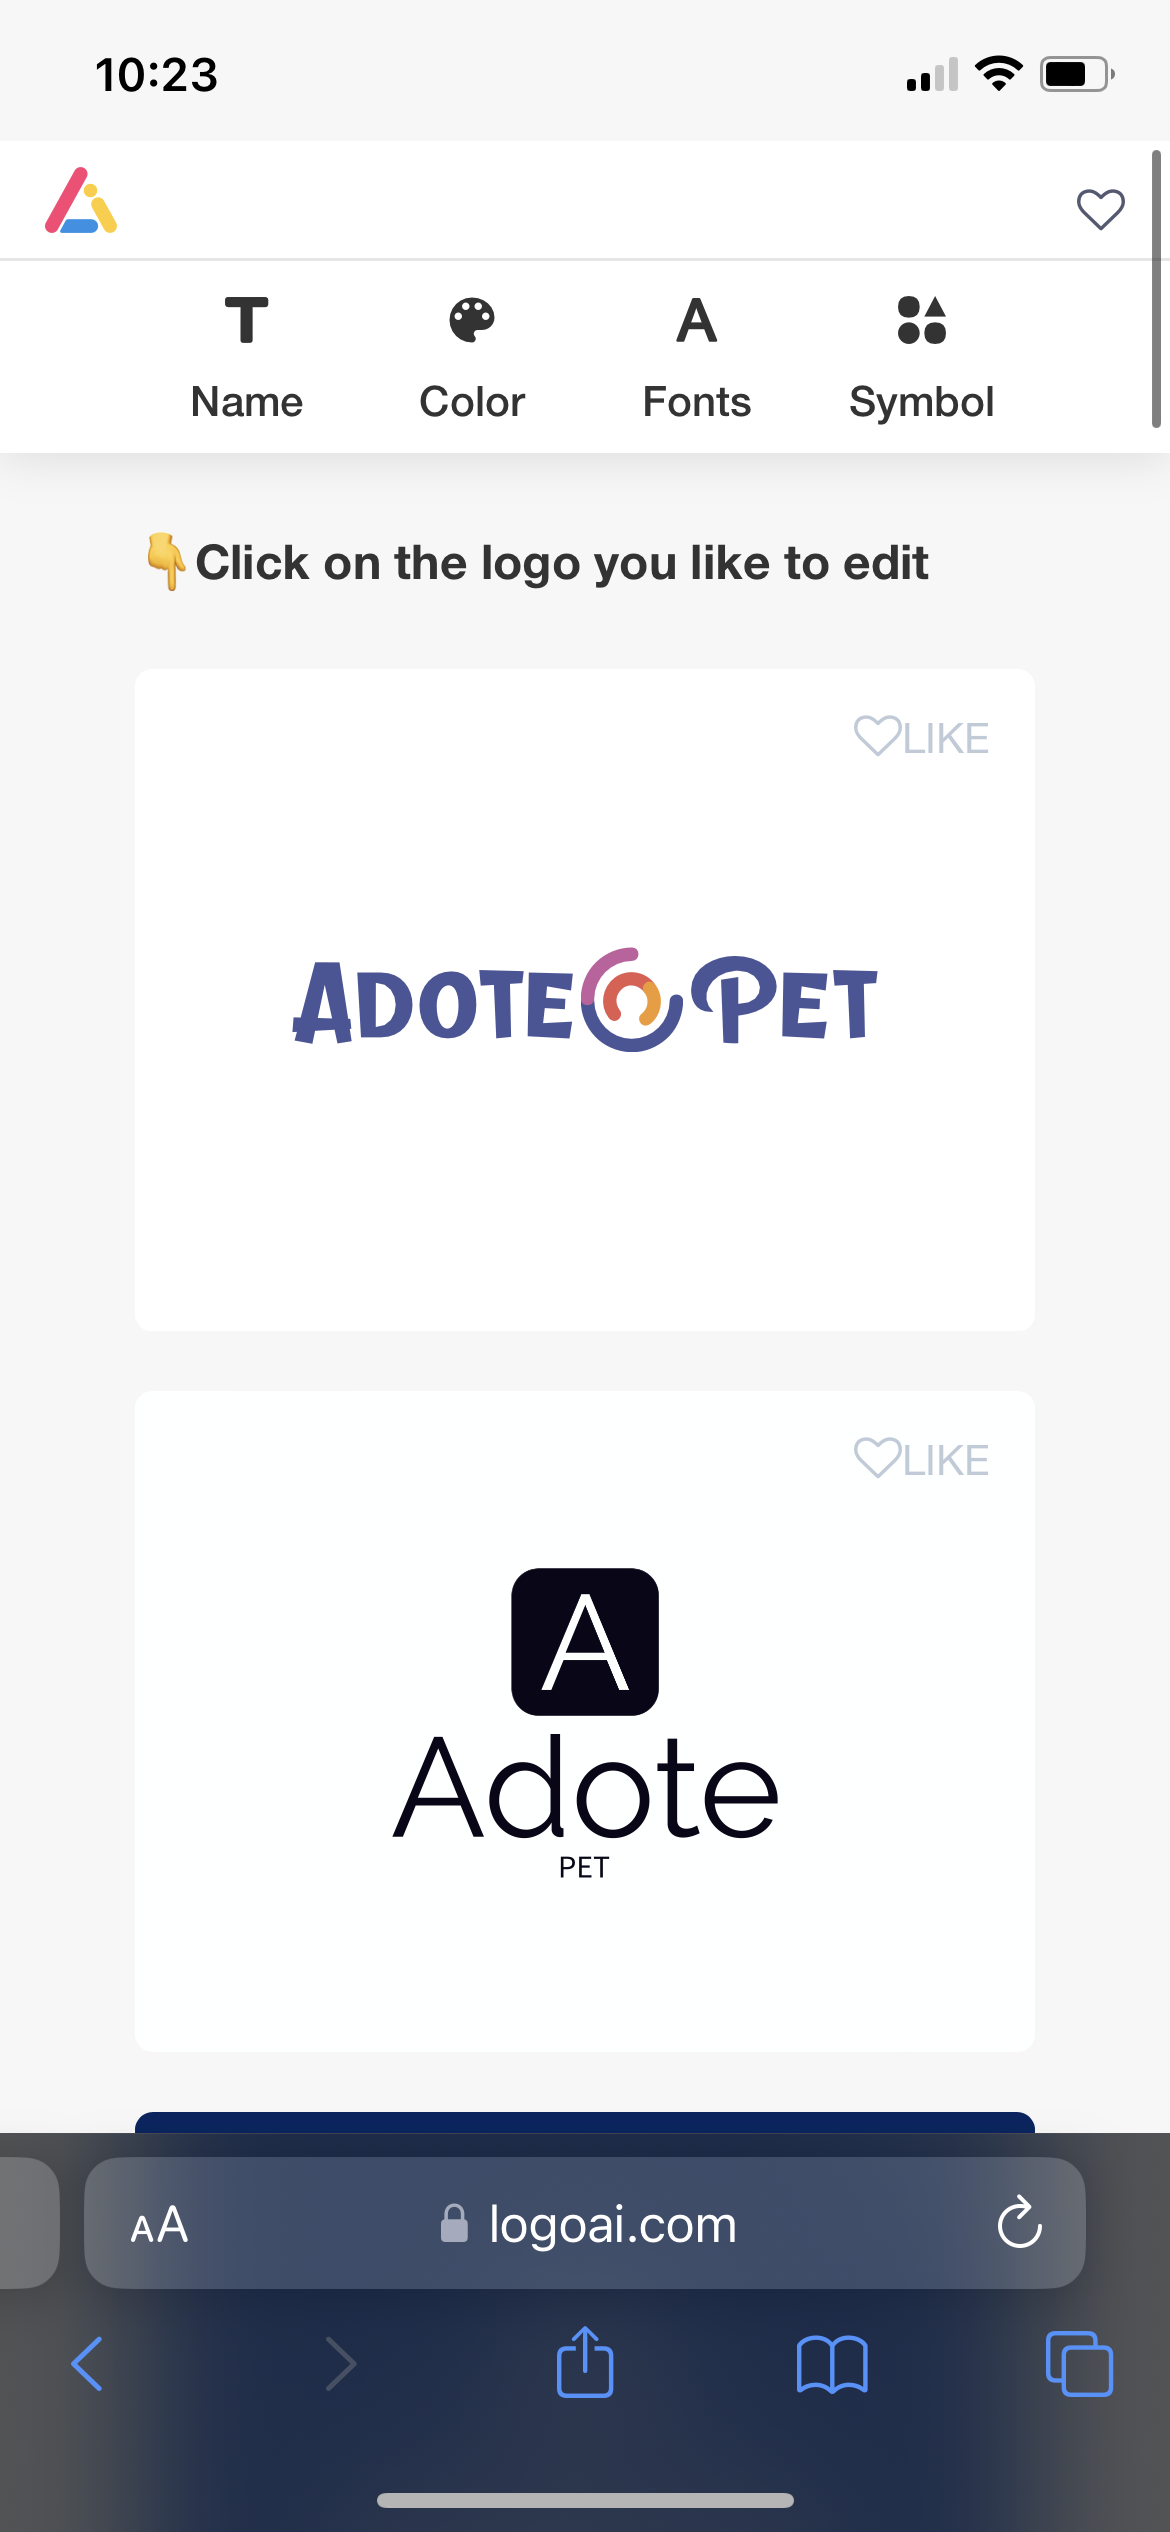 10:23
T
A
Name Color Fonts Symbol
👇Click on the logo you like to edit
LIKE
ADOTE PET
LIKE
A
Adote
PET
AA logoai.com